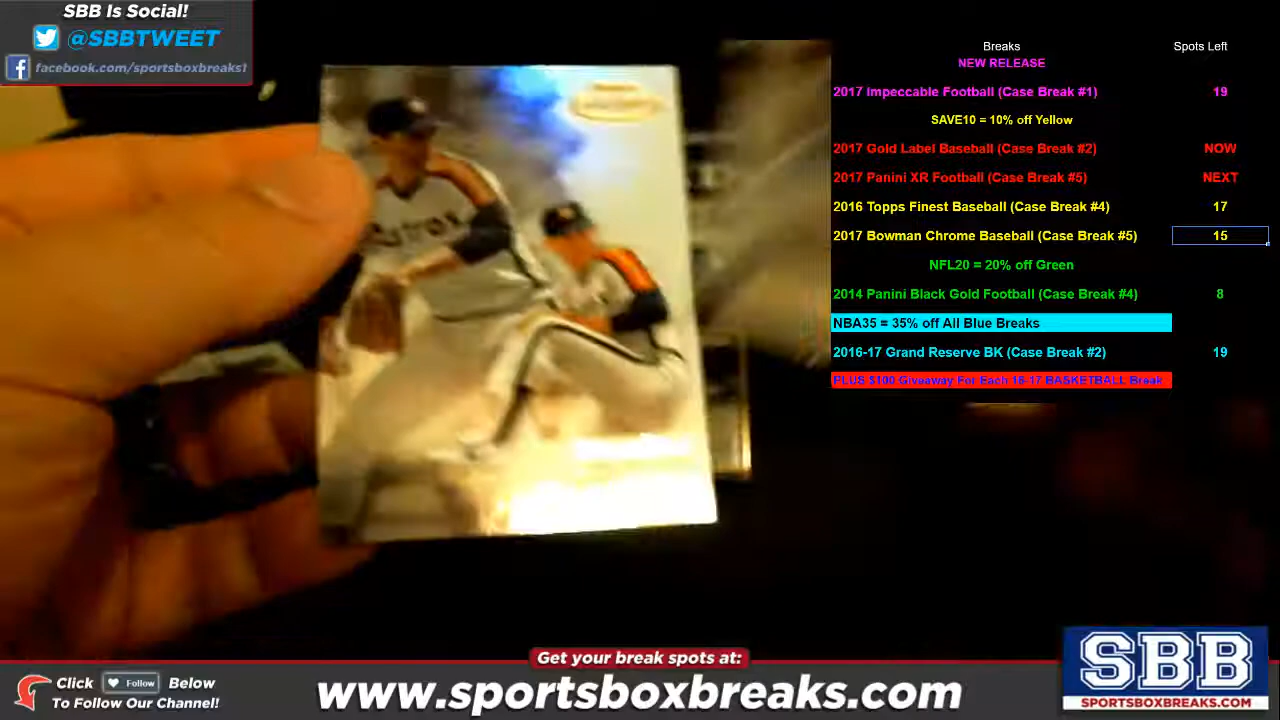 SBB Is Social!
@SBBTWEET
facebook.com/sportsboxbreaks1
Breaks Spots Left
NEW RELEASE
2017 Impeccable Football (Case Break #1) 19
SAVE10 = 10% off Yellow
2017 Gold Label Baseball (Case Break #2) NOW
2017 Panini XR Football (Case Break #5) NEXT
2016 Topps Finest Baseball (Case Break #4) 17
2017 Bowman Chrome Baseball (Case Break #5) 15
NFL20 = 20% off Green
2014 Panini Black Gold Football (Case Break #4) 8
NBA35 = 35% off All Blue Breaks
2016-17 Grand Reserve BK (Case Break #2) 19
PLUS $100 Giveaway For Each 16-17 BASKETBALL Break
Get your break spots at:
Click Follow Below
To Follow Our Channel!
www.sportsboxbreaks.com
SBB
SPORTSBOXBREAKS.COM